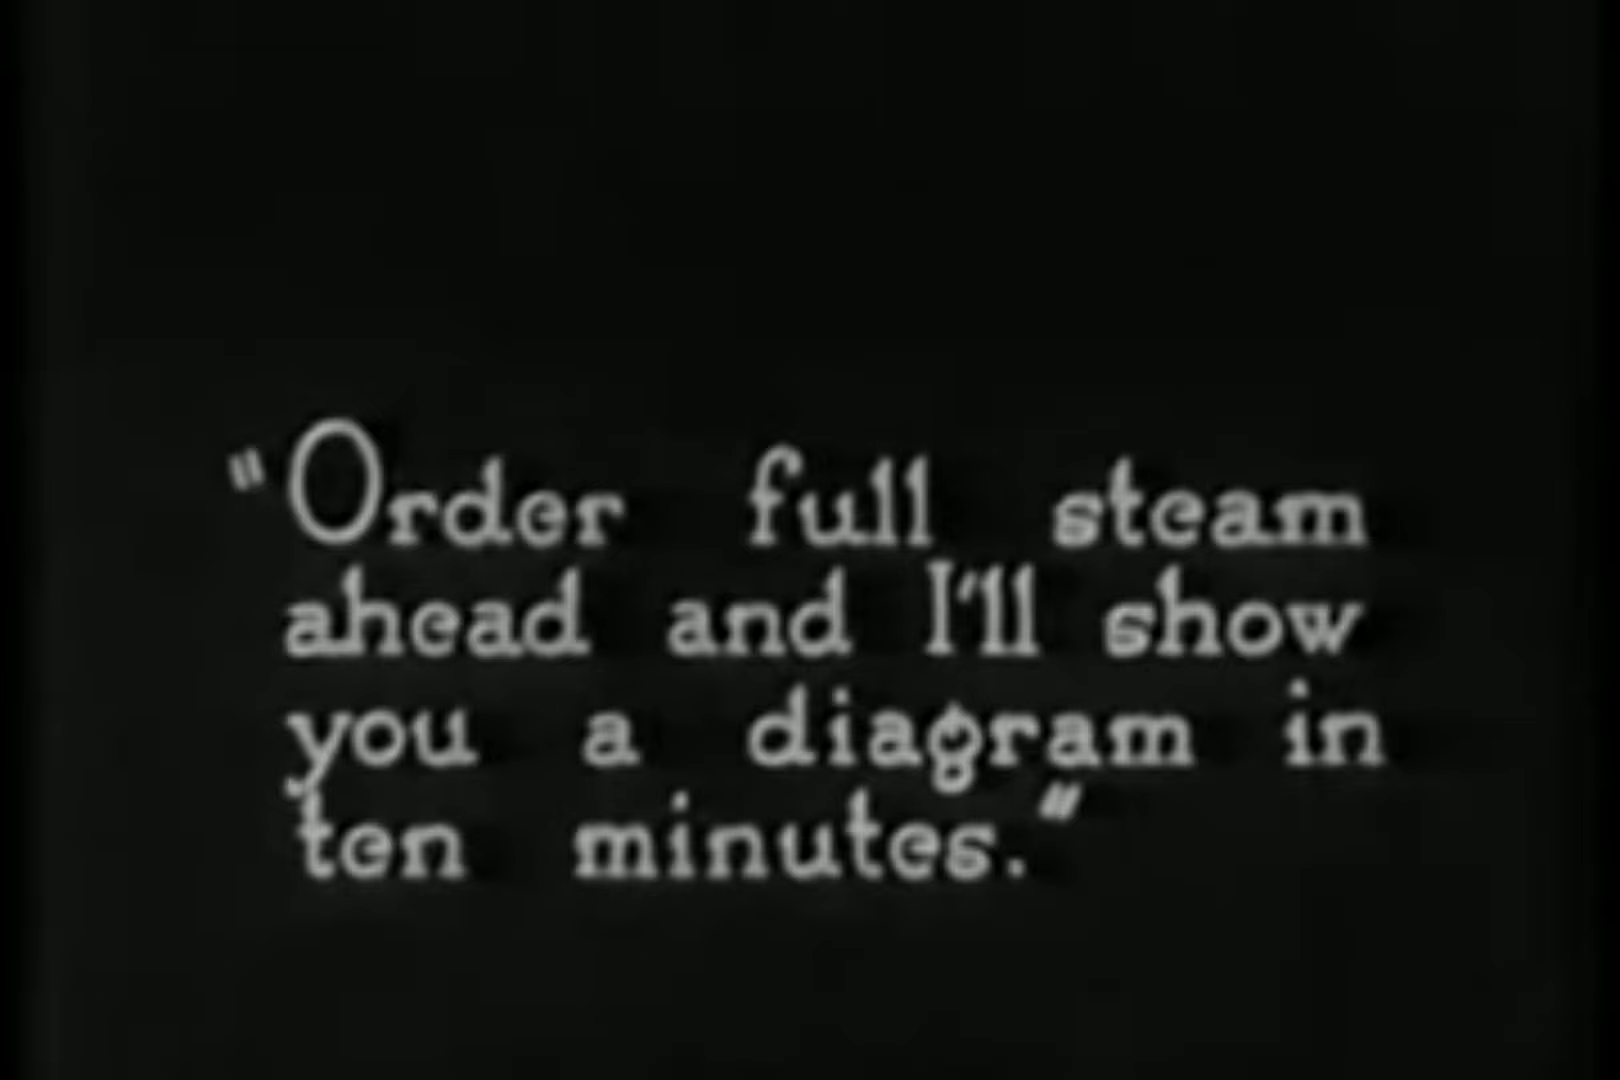 "Order full steam
ahead and I'll show
you a diagram in
ten minutes."